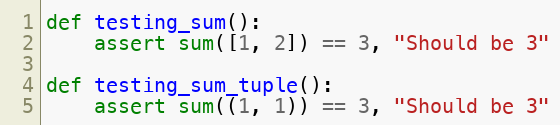 1 def testing_sum():
2     assert sum([1, 2]) == 3, "Should be 3"
3
4 def testing_sum_tuple():
5     assert sum((1, 1)) == 3, "Should be 3"